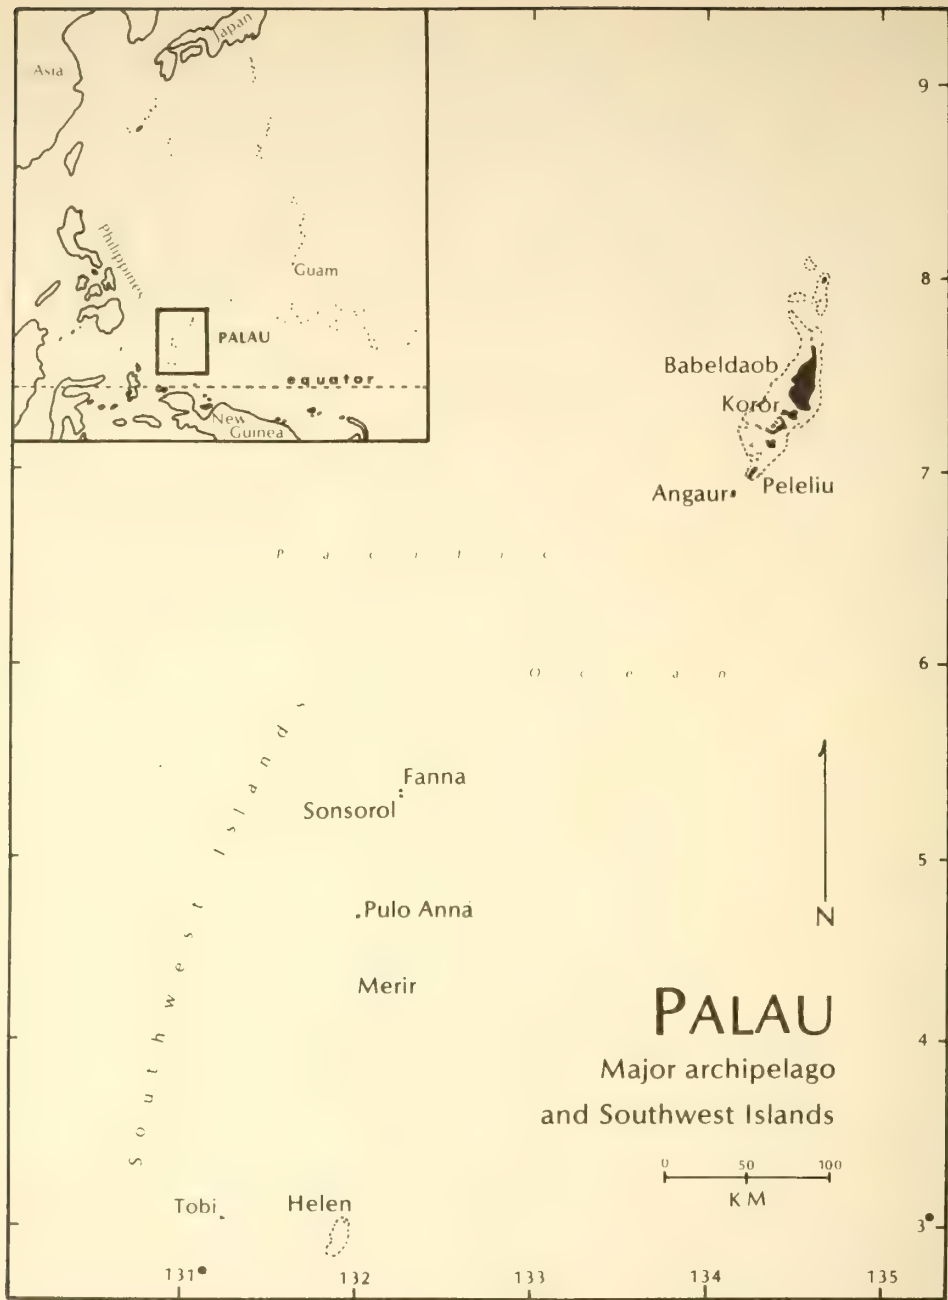 Japan
Asia
Philippines
Guam
PALAU
equator
New
Guinea
9
8
7
6
5
4
3°
Babeldaob
Koror
Angaur
Peleliu
Pacific
Ocean
Southwest Islands
Fanna
Sonsorol
Pulo Anna
Merir
Tobi
Helen
N
PALAU
Major archipelago
and Southwest Islands
0 50 100
KM
131° 132 133 134 135